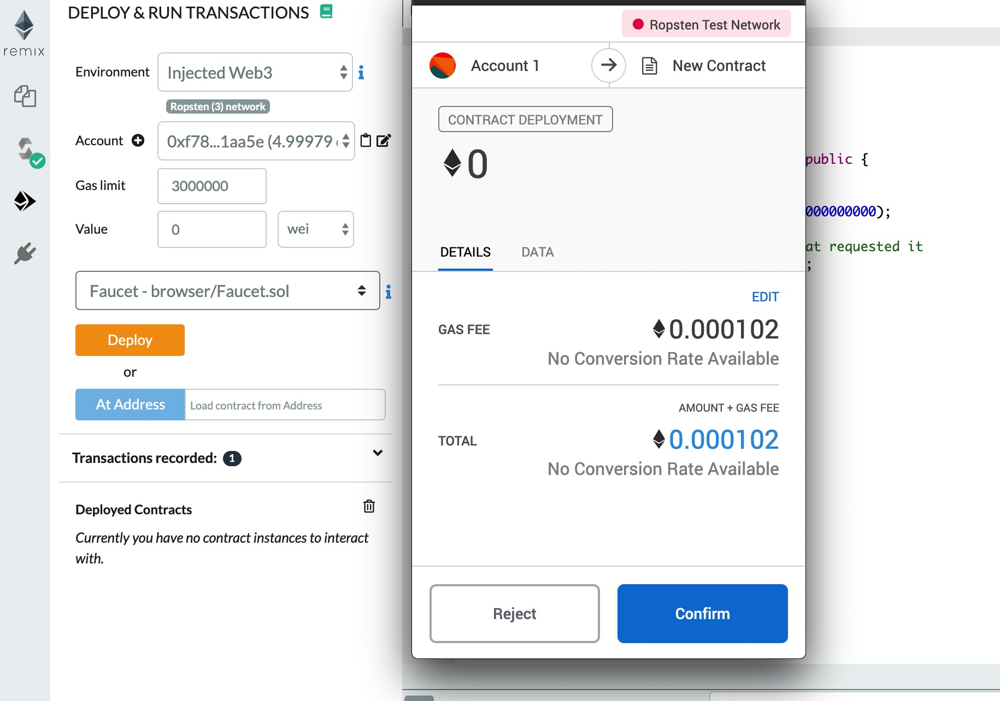 remix
DEPLOY & RUN TRANSACTIONS
Environment
Injected Web3
Ropsten (3) network
Account
0xf78...1aa5e (4.99979
Gas limit
3000000
Value
0
wei
Faucet - browser/Faucet.sol
Deploy
or
At Address
Load contract from Address
Transactions recorded: 1
Deployed Contracts
Currently you have no contract instances to interact
with.
Ropsten Test Network
Account 1
New Contract
CONTRACT DEPLOYMENT
0
DETAILS
DATA
EDIT
GAS FEE
0.000102
No Conversion Rate Available
AMOUNT + GAS FEE
TOTAL
0.000102
No Conversion Rate Available
Reject
Confirm
public {
000000000);
at requested it
;